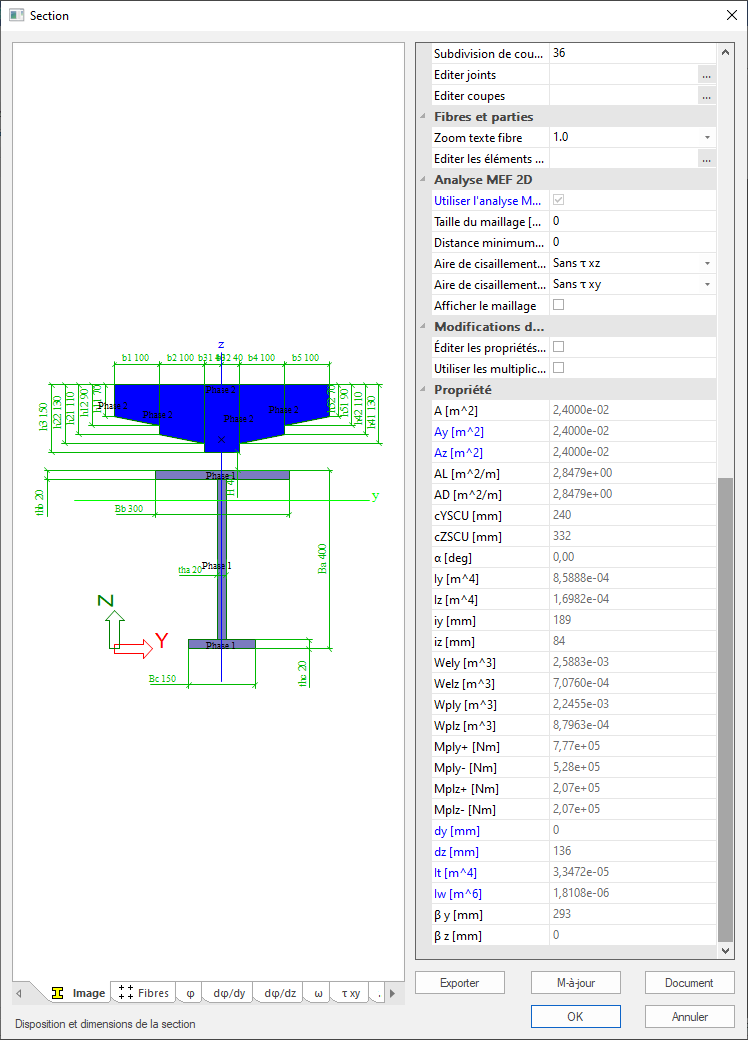 Section
z
b1 100
b2 100
b31 40
b32 40
b4 100
b5 100
h3 150
h22 130
h21 110
h12 90
h11 70
Phase 2
Phase 2
Phase 2
Phase 2
Phase 2
h52 70
h51 90
h42 110
h41 130
Phase 1
thb 20
Bb 300
y
Ba 400
tha 20
Phase 1
Z
Y
Phase 1
Bc 150
thc 20
Subdivision de cou... 36
Editer joints ...
Editer coupes ...
Fibres et parties
Zoom texte fibre 1.0
Editer les éléments ... ...
Analyse MEF 2D
Utiliser l'analyse M...
Taille du maillage [... 0
Distance minimum... 0
Aire de cisaillement... Sans τ xz
Aire de cisaillement... Sans τ xy
Afficher le maillage
Modifications d...
Éditer les propriétés...
Utiliser les multiplic...
Propriété
A [m^2] 2,4000e-02
Ay [m^2] 2,4000e-02
Az [m^2] 2,4000e-02
AL [m^2/m] 2,8479e+00
AD [m^2/m] 2,8479e+00
cYSCU [mm] 240
cZSCU [mm] 332
α [deg] 0,00
Iy [m^4] 8,5888e-04
Iz [m^4] 1,6982e-04
iy [mm] 189
iz [mm] 84
Wely [m^3] 2,5883e-03
Welz [m^3] 7,0760e-04
Wply [m^3] 2,2455e-03
Wplz [m^3] 8,7964e-04
Mply+ [Nm] 7,77e+05
Mply- [Nm] 5,28e+05
Mplz+ [Nm] 2,07e+05
Mplz- [Nm] 2,07e+05
dy [mm] 0
dz [mm] 136
It [m^4] 3,3472e-05
Iw [m^6] 1,8108e-06
β y [mm] 293
β z [mm] 0
Image
Fibres
φ
dφ/dy
dφ/dz
ω
τ xy
Exporter
M-à-jour
Document
Disposition et dimensions de la section
OK
Annuler